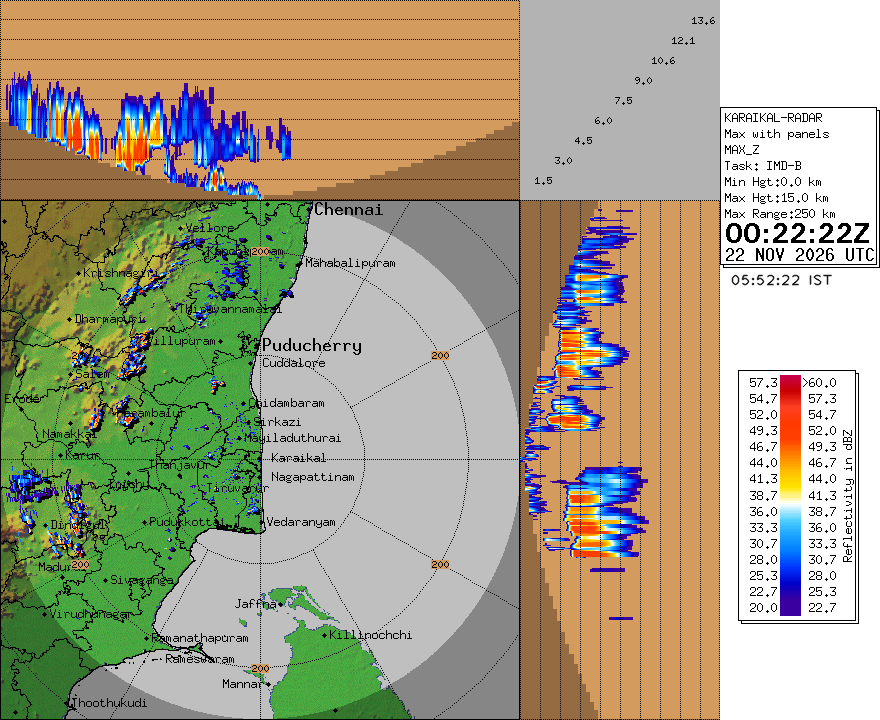 13.6
12.1
10.6
9.0
7.5
6.0
4.5
3.0
1.5
KARAIKAL-RADAR
Max with panels
MAX_Z
Task: IMD-B
Min Hgt:0.0 km
Max Hgt:15.0 km
Max Range:250 km
00:22:22Z
22 NOV 2026 UTC
05:52:22 IST
Chennai
Vellore
200
Mahabalipuram
Krishnagiri
Thiruvannamalai
Dharmapuri
Villupuram
Puducherry
200
200
Cuddalore
Salem
Erode
Chidambaram
Perambalur
Sirkazi
Namakkal
Mayiladuthurai
Karur
Karaikal
Thanjavur
Nagapattinam
Tiruvarur
Dindigul
Pudukkottai
Vedaranyam
200
200
Madurai
Sivaganga
Jaffna
Virudhunagar
Killinochchi
Ramanathapuram
Rameswaram
200
Mannar
Thoothukudi
57.3 >60.0
54.7 57.3
52.0 54.7
49.3 52.0
46.7 49.3
44.0 46.7
41.3 44.0
38.7 41.3
36.0 38.7
33.3 36.0
30.7 33.3
28.0 30.7
25.3 28.0
22.7 25.3
20.0 22.7
Reflectivity in dBZ